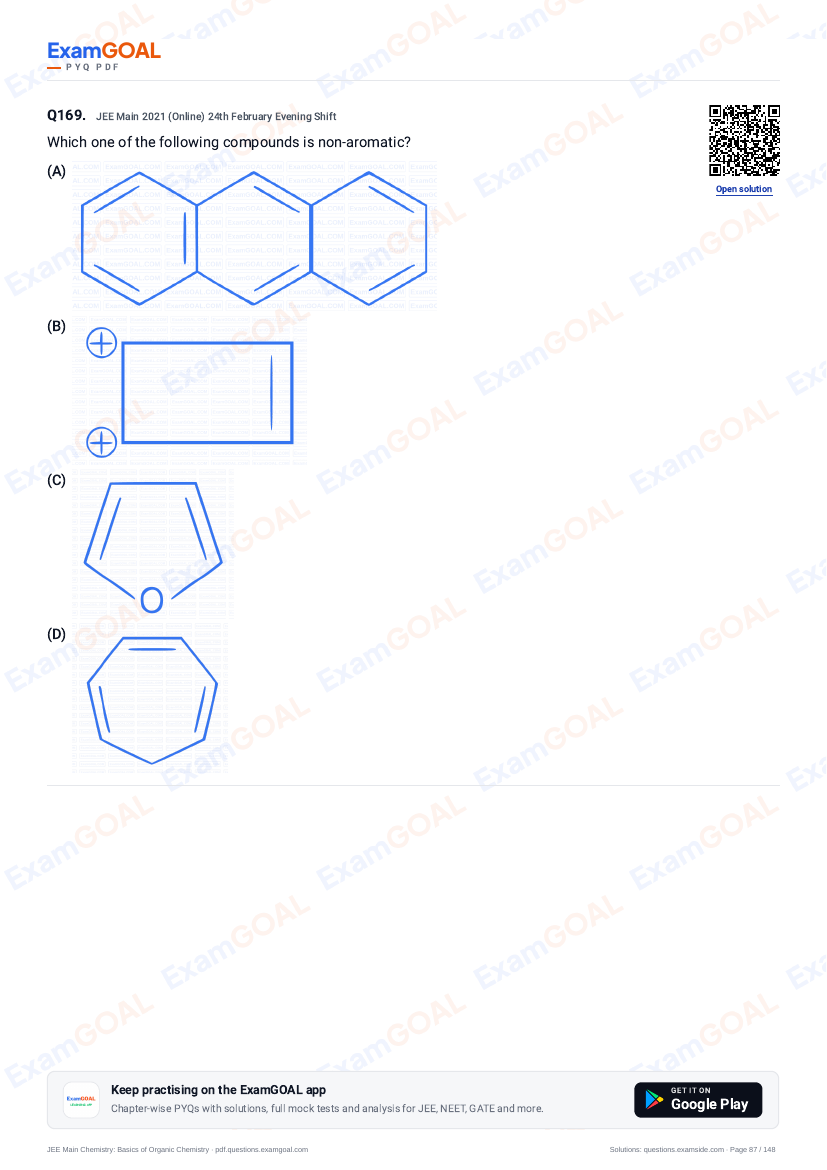 ExamGOAL
PYQ PDF
Q169. JEE Main 2021 (Online) 24th February Evening Shift
Which one of the following compounds is non-aromatic?
Open solution
(A)
(B)
(C)
O
(D)
Keep practising on the ExamGOAL app
Chapter-wise PYQs with solutions, full mock tests and analysis for JEE, NEET, GATE and more.
GET IT ON
Google Play
JEE Main Chemistry: Basics of Organic Chemistry · pdf.questions.examgoal.com
Solutions: questions.examside.com · Page 87 / 148